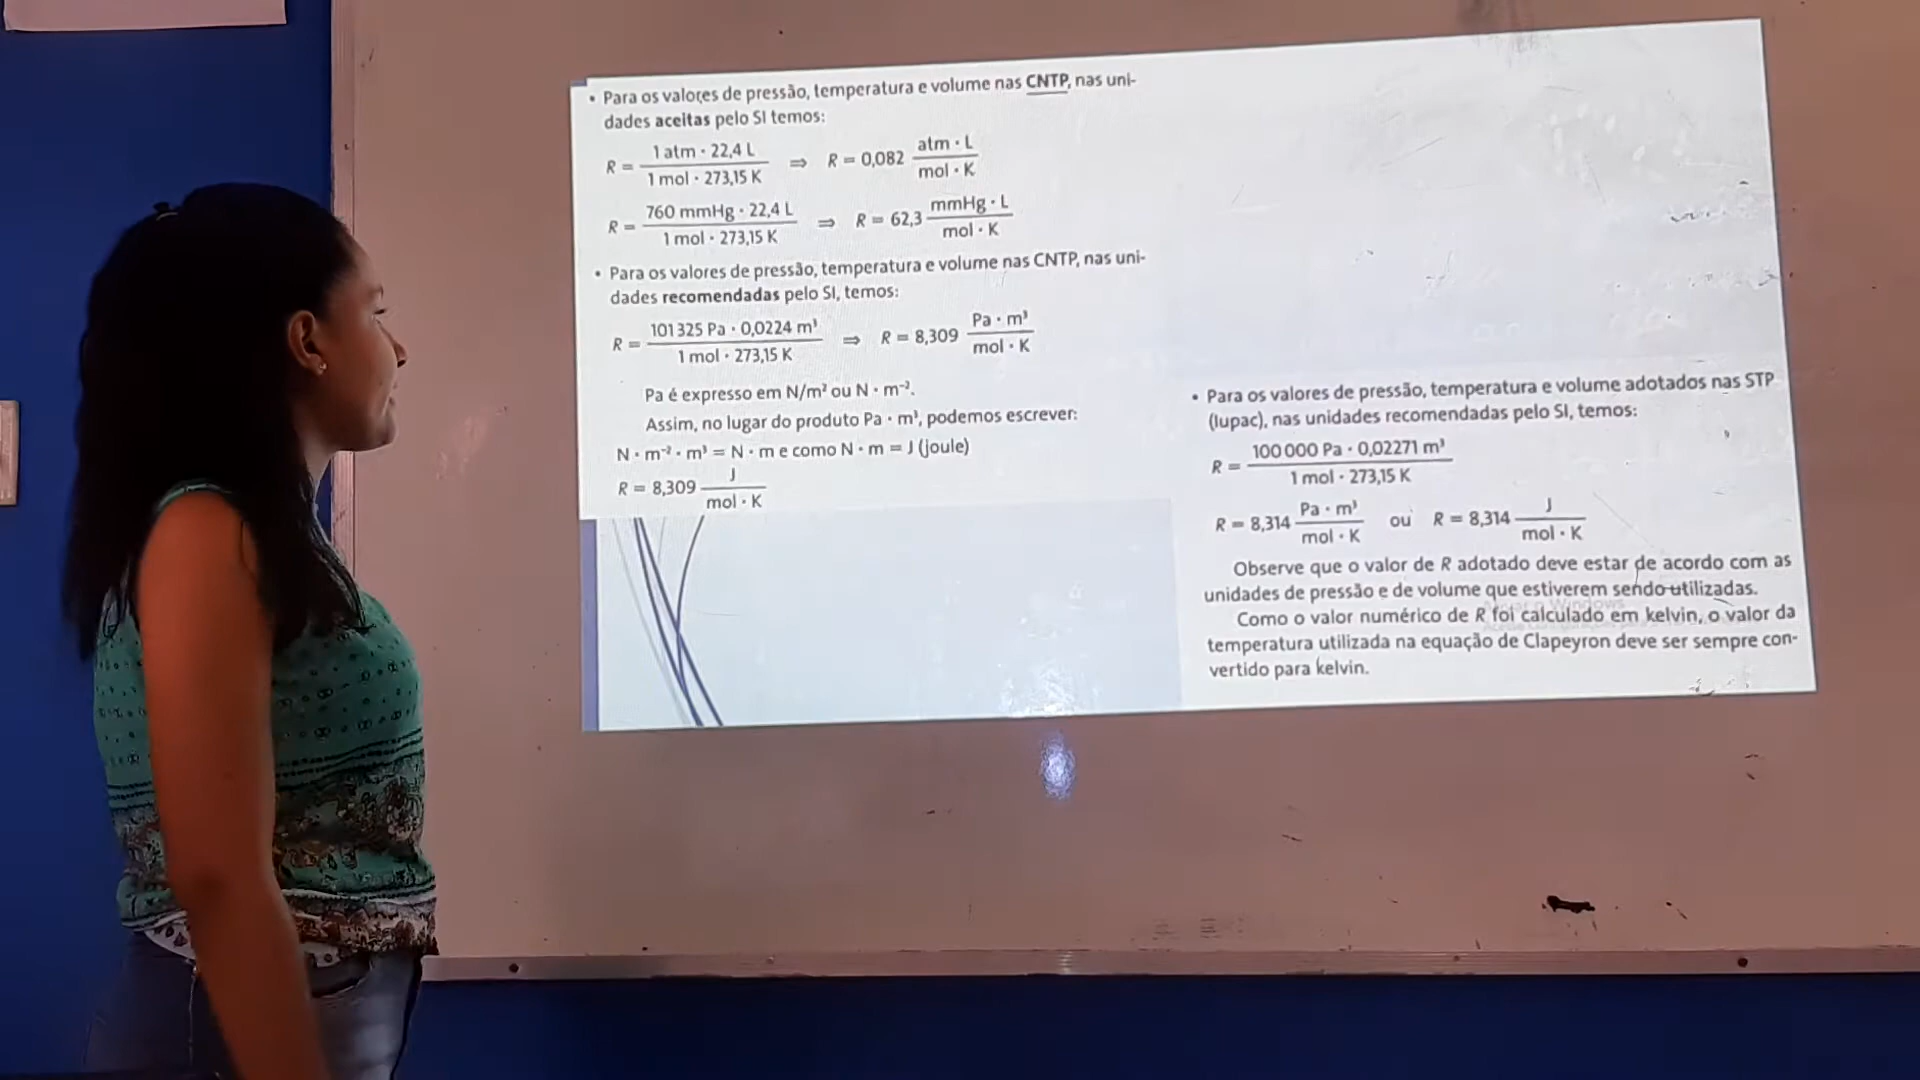 • Para os valores de pressão, temperatura e volume nas CNTP, nas uni-
dades aceitas pelo SI temos:
R = 1 atm · 22,4 L / 1 mol · 273,15 K ⇒ R = 0,082 atm · L / mol · K
R = 760 mmHg · 22,4 L / 1 mol · 273,15 K ⇒ R = 62,3 mmHg · L / mol · K
• Para os valores de pressão, temperatura e volume nas CNTP, nas uni-
dades recomendadas pelo SI, temos:
R = 101 325 Pa · 0,0224 m³ / 1 mol · 273,15 K ⇒ R = 8,309 Pa · m³ / mol · K
Pa é expresso em N/m² ou N · m⁻².
Assim, no lugar do produto Pa · m³, podemos escrever:
N · m⁻² · m³ = N · m e como N · m = J (joule)
R = 8,309 J / mol · K
• Para os valores de pressão, temperatura e volume adotados nas STP
(Iupac), nas unidades recomendadas pelo SI, temos:
R = 100 000 Pa · 0,02271 m³ / 1 mol · 273,15 K
R = 8,314 Pa · m³ / mol · K ou R = 8,314 J / mol · K
Observe que o valor de R adotado deve estar de acordo com as
unidades de pressão e de volume que estiverem sendo utilizadas.
Como o valor numérico de R foi calculado em kelvin, o valor da
temperatura utilizada na equação de Clapeyron deve ser sempre con-
vertido para kelvin.